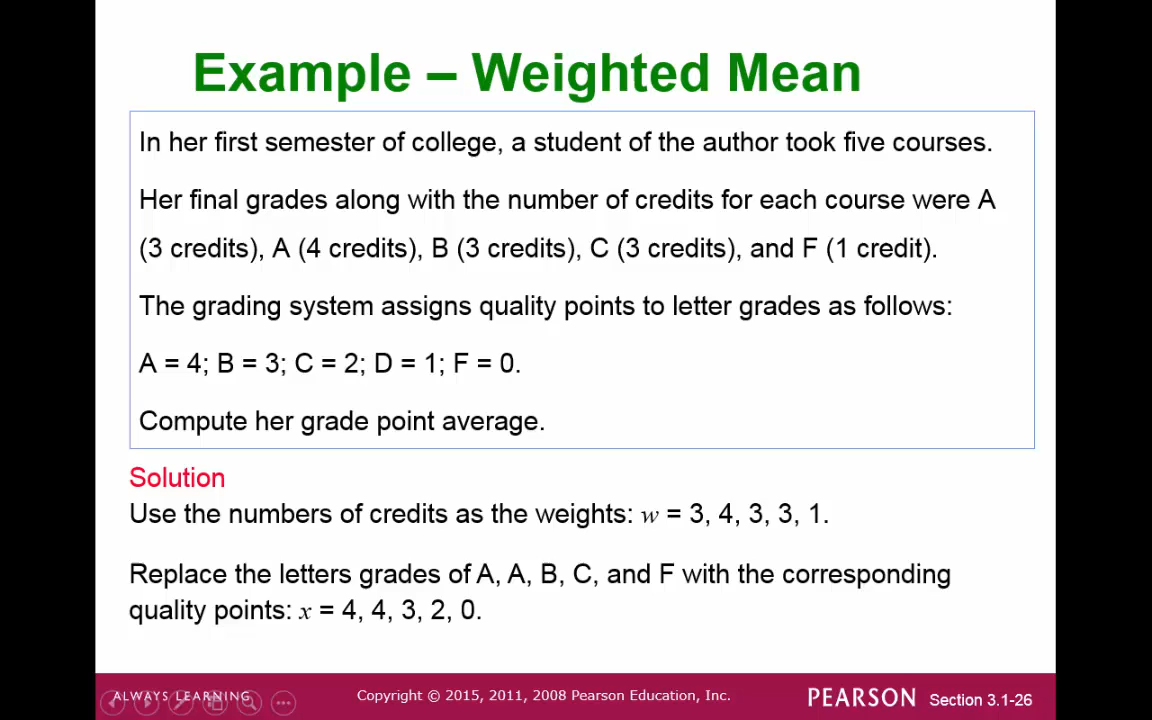 Example – Weighted Mean
In her first semester of college, a student of the author took five courses.
Her final grades along with the number of credits for each course were A
(3 credits), A (4 credits), B (3 credits), C (3 credits), and F (1 credit).
The grading system assigns quality points to letter grades as follows:
A = 4; B = 3; C = 2; D = 1; F = 0.
Compute her grade point average.
Solution
Use the numbers of credits as the weights: w = 3, 4, 3, 3, 1.
Replace the letters grades of A, A, B, C, and F with the corresponding
quality points: x = 4, 4, 3, 2, 0.
ALWAYS LEARNING
Copyright © 2015, 2011, 2008 Pearson Education, Inc.
PEARSON
Section 3.1-26